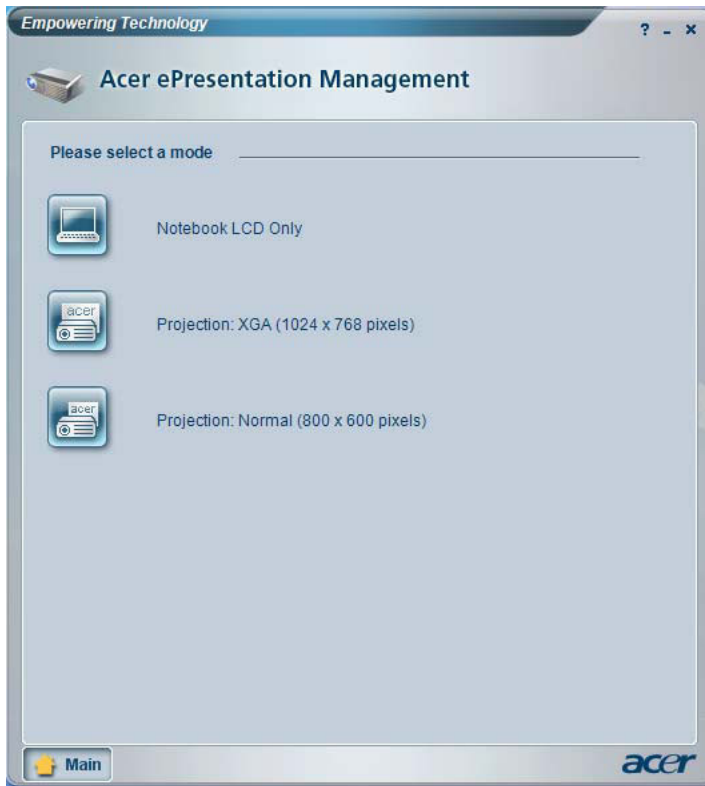 Empowering Technology
? - ×
Acer ePresentation Management
Please select a mode
Notebook LCD Only
acer
Projection: XGA (1024 x 768 pixels)
acer
Projection: Normal (800 x 600 pixels)
Main
acer